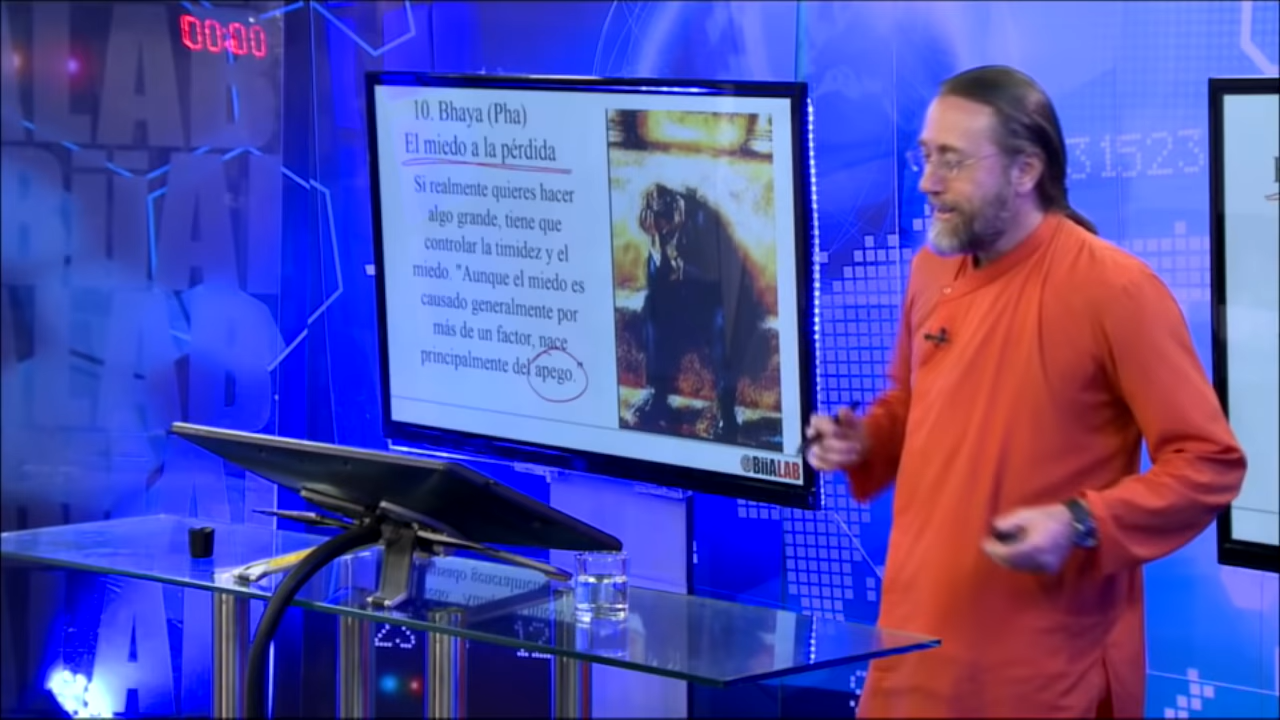 00:00
10. Bhaya (Pha)
El miedo a la pérdida
Si realmente quieres hacer
algo grande, tiene que
controlar la timidez y el
miedo. "Aunque el miedo es
causado generalmente por
más de un factor, nace
principalmente del apego."
@BiiALAB
31523